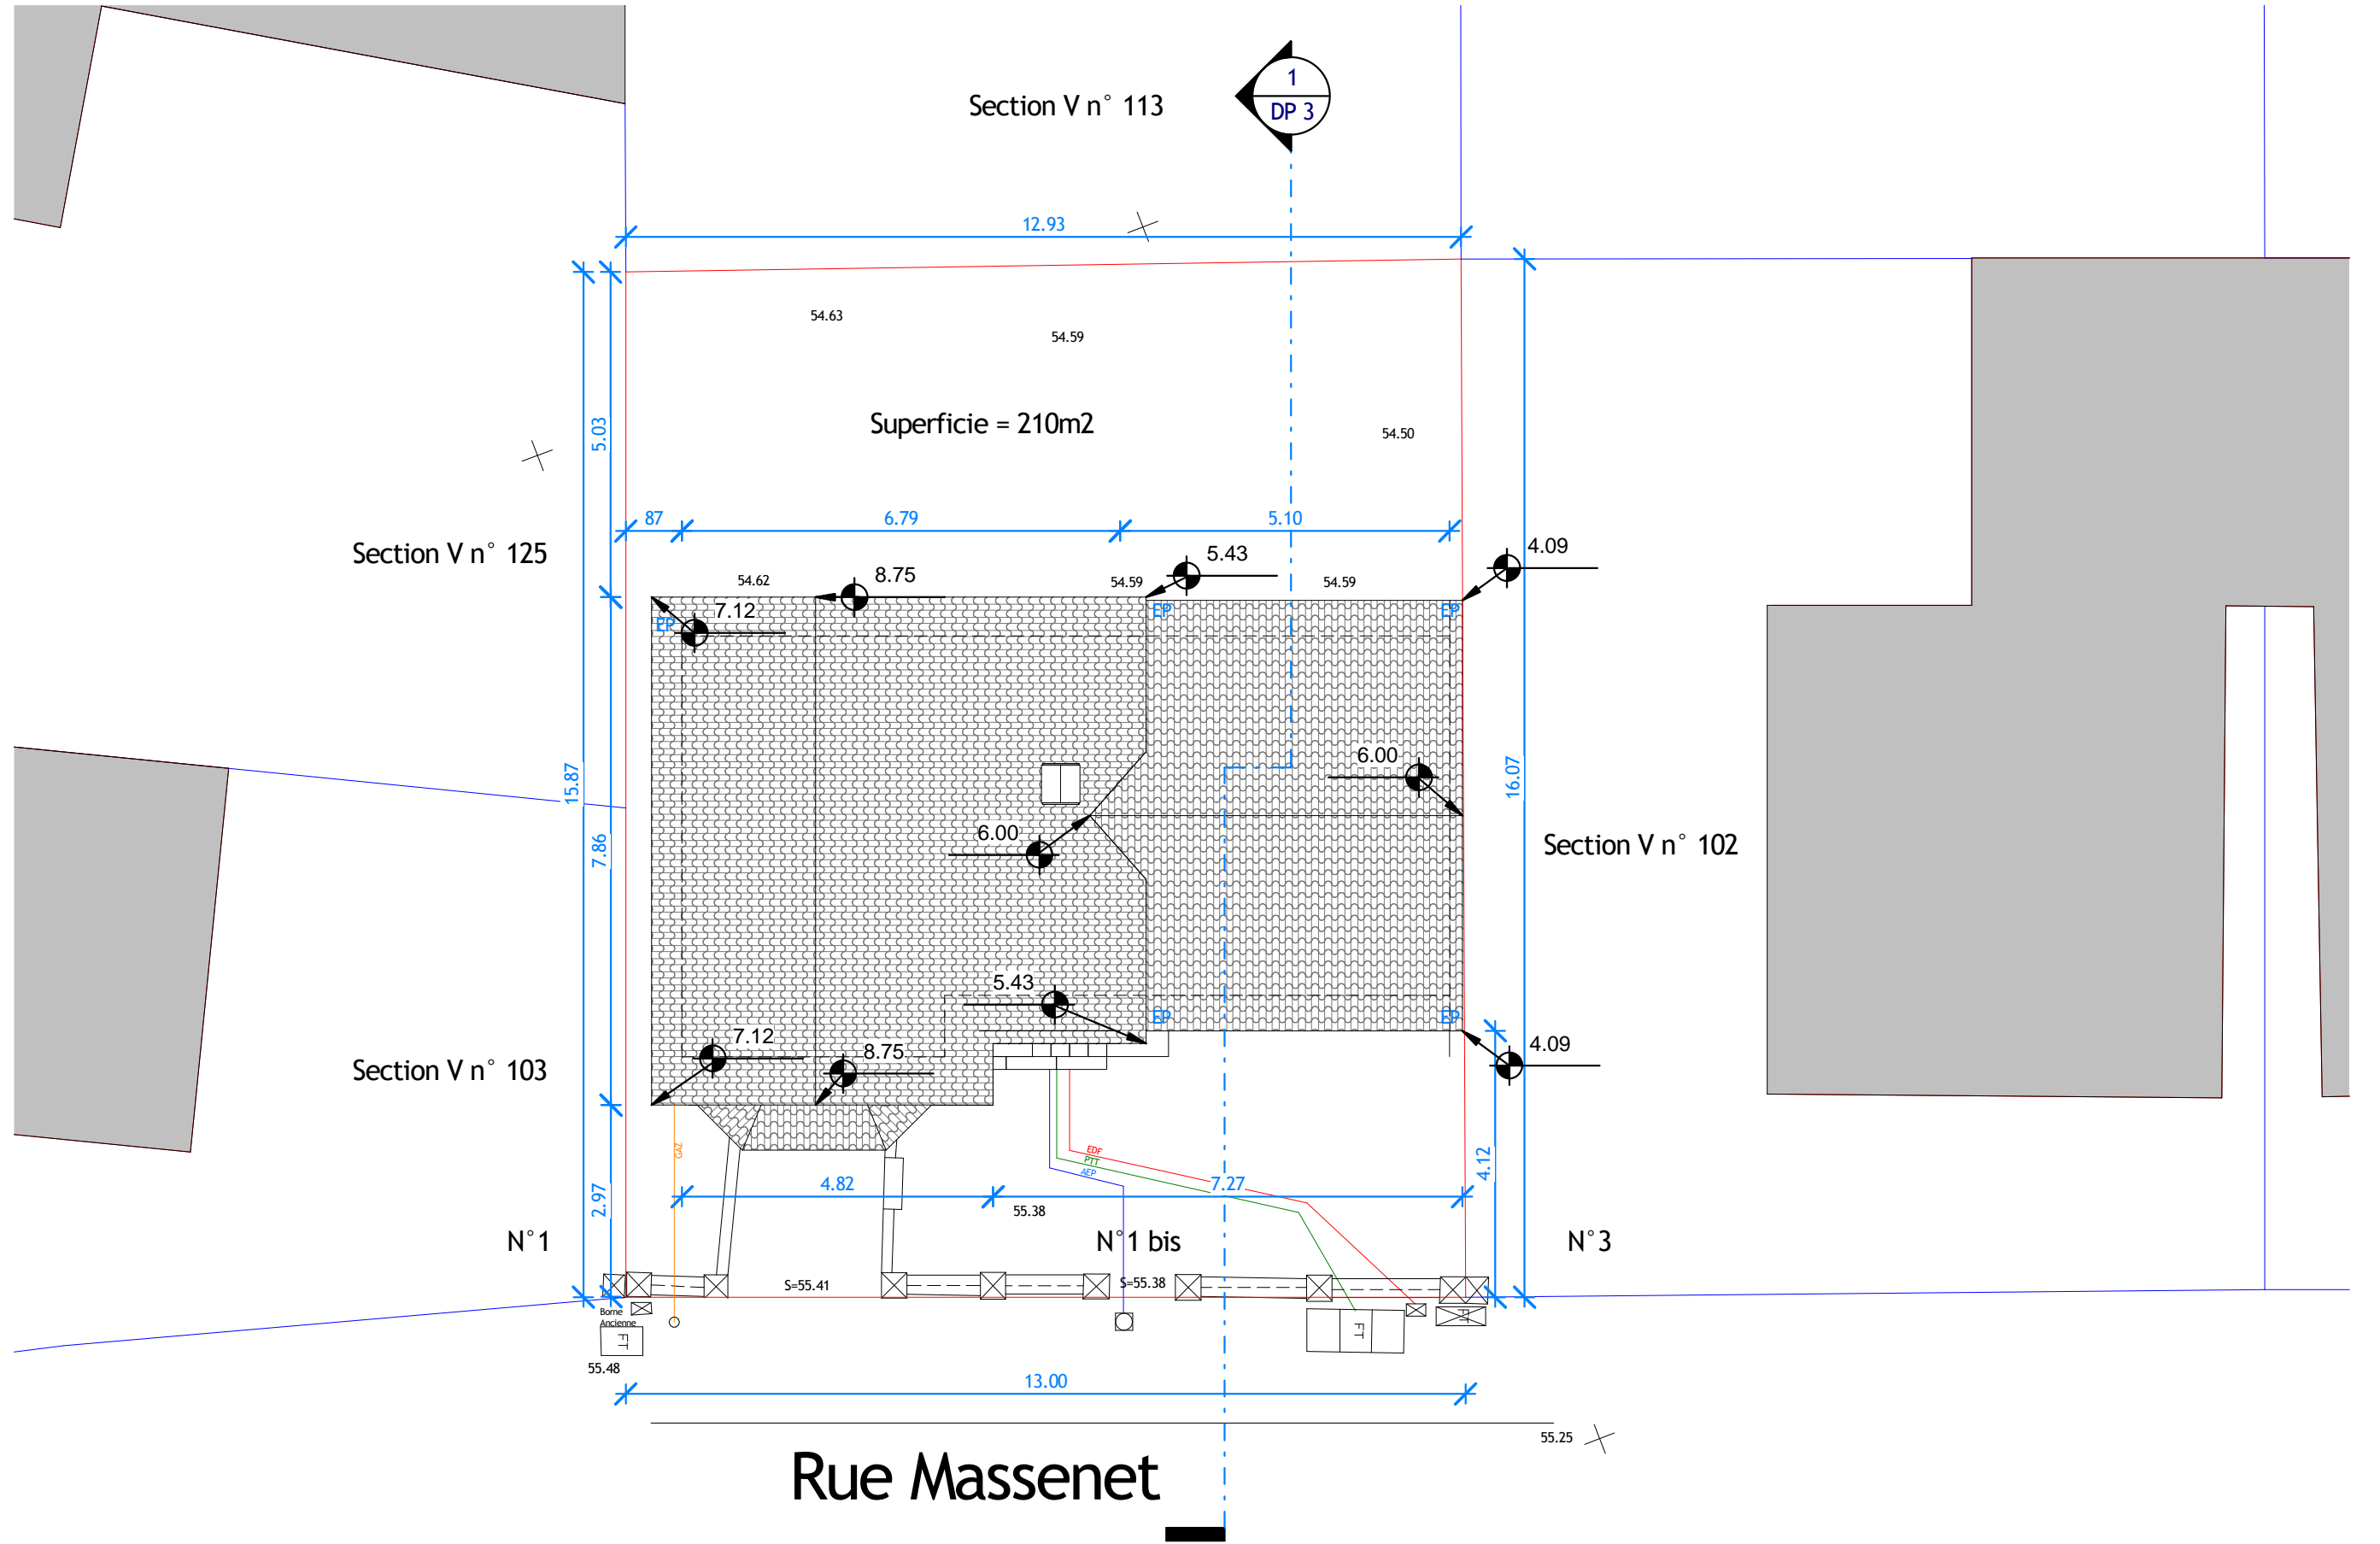 1
Section V n° 113
DP 3
12.93
54.63
54.59
5.03
Superficie = 210m2
54.50
87
6.79
5.10
Section V n° 125
5.43
4.09
54.62
8.75
54.59
54.59
7.12
EP
EP
EP
15.87
6.00
16.07
7.86
6.00
Section V n° 102
5.43
EP
EP
7.12
8.75
4.09
Section V n° 103
GAZ
EDF
PTT
AEP
4.12
2.97
4.82
7.27
55.38
N°1
N°1 bis
N°3
S=55.41
S=55.38
Borne
Ancienne
FT
FT
FT
55.48
13.00
55.25
Rue Massenet